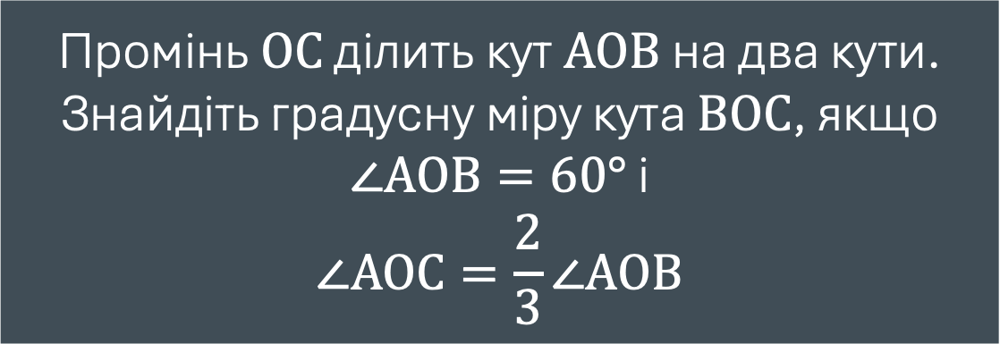 Промінь OC ділить кут AOB на два кути.
Знайдіть градусну міру кута BOC, якщо
∠AOB = 60° і
∠AOC = 2/3 ∠AOB